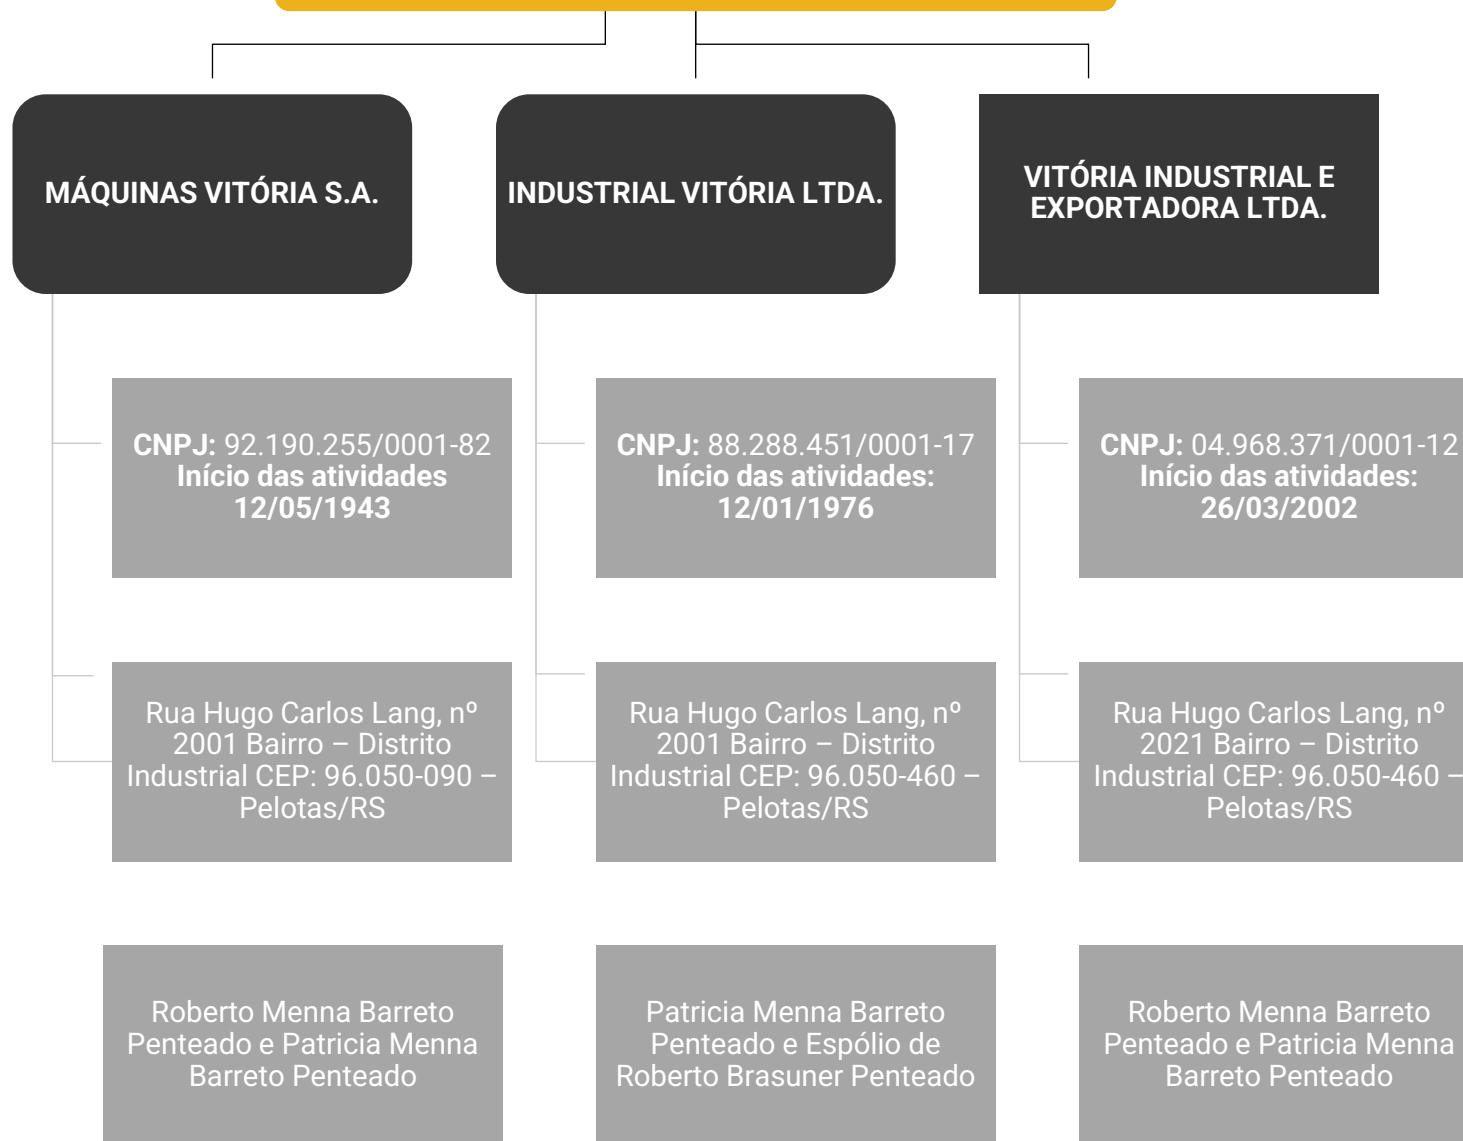 MÁQUINAS VITÓRIA S.A.
INDUSTRIAL VITÓRIA LTDA.
VITÓRIA INDUSTRIAL E
EXPORTADORA LTDA.
CNPJ: 92.190.255/0001-82
Início das atividades
12/05/1943
CNPJ: 88.288.451/0001-17
Início das atividades:
12/01/1976
CNPJ: 04.968.371/0001-12
Início das atividades:
26/03/2002
Rua Hugo Carlos Lang, nº
2001 Bairro – Distrito
Industrial CEP: 96.050-090 –
Pelotas/RS
Rua Hugo Carlos Lang, nº
2001 Bairro – Distrito
Industrial CEP: 96.050-460 –
Pelotas/RS
Rua Hugo Carlos Lang, nº
2021 Bairro – Distrito
Industrial CEP: 96.050-460 –
Pelotas/RS
Roberto Menna Barreto
Penteado e Patricia Menna
Barreto Penteado
Patricia Menna Barreto
Penteado e Espólio de
Roberto Brasuner Penteado
Roberto Menna Barreto
Penteado e Patricia Menna
Barreto Penteado